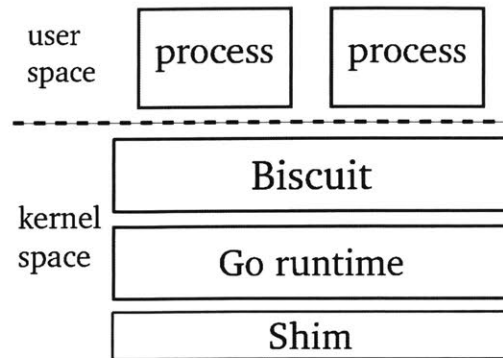 user
space
process
process
Biscuit
kernel
space
Go runtime
Shim